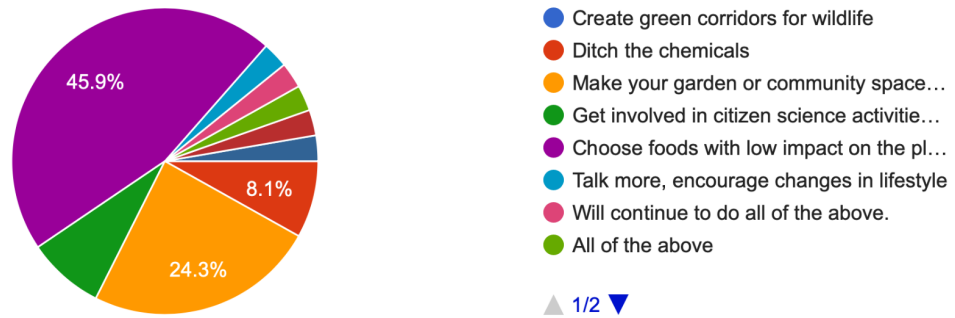 45.9%
8.1%
24.3%
Create green corridors for wildlife
Ditch the chemicals
Make your garden or community space…
Get involved in citizen science activitie…
Choose foods with low impact on the pl…
Talk more, encourage changes in lifestyle
Will continue to do all of the above.
All of the above
1/2